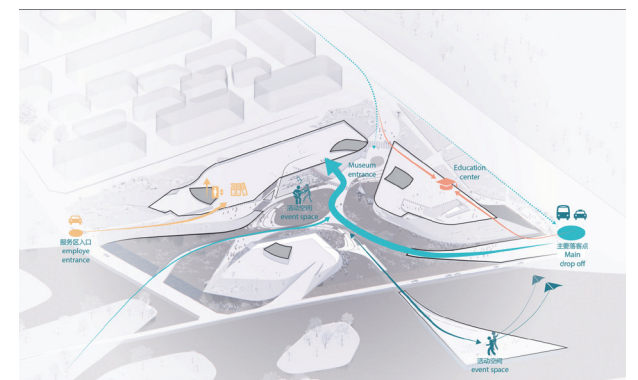 Museum
entrance
Education
center
活动空间
event space
服务区入口
employe
entrance
主要落客点
Main
drop off
活动空间
event space